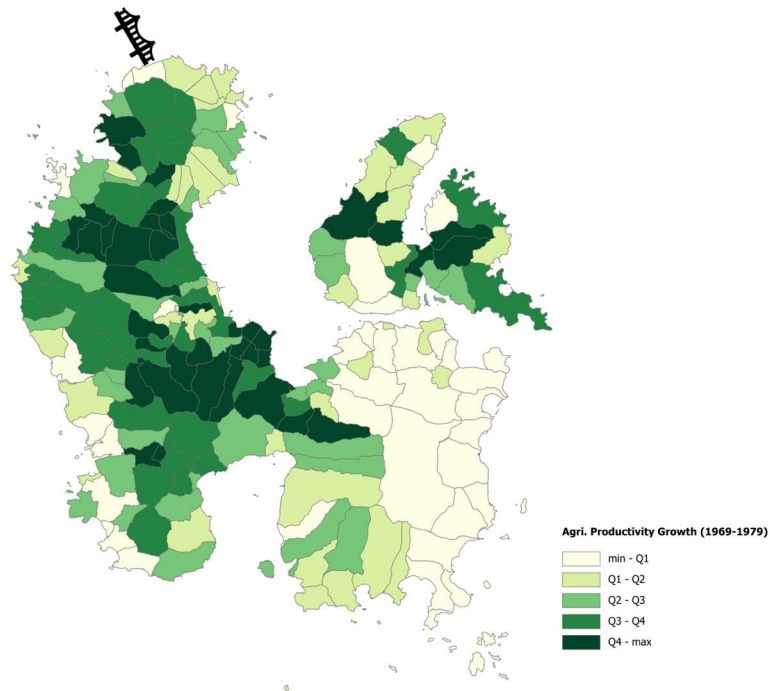 Agri. Productivity Growth (1969-1979)
min - Q1
Q1 - Q2
Q2 - Q3
Q3 - Q4
Q4 - max